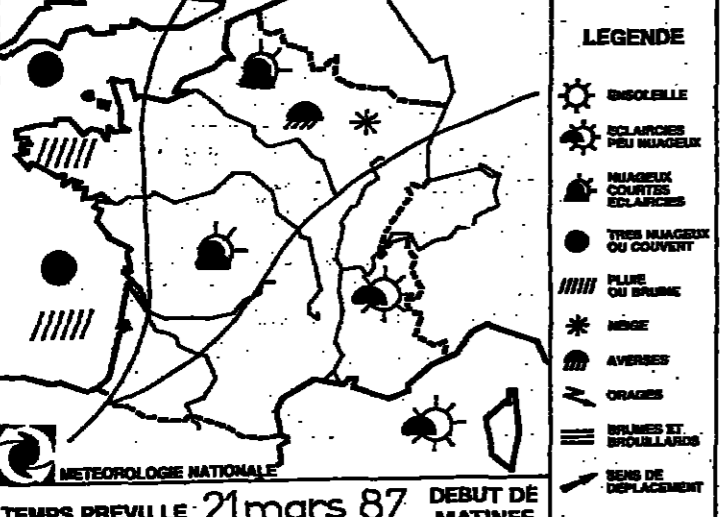 LEGENDE
ENSOLEILLE
ECLAIRCIES
PEU NUAGEUX
NUAGEUX
COURTES
ECLAIRCIES
TRES NUAGEUX
OU COUVERT
PLUIE
OU BRUINE
NEIGE
AVERSES
ORAGES
BRUMES ET
BROUILLARDS
SENS DE
DEPLACEMENT
METEOROLOGIE NATIONALE
TEMPS PREVU LE 21 mars 87 DEBUT DE
MATINEE